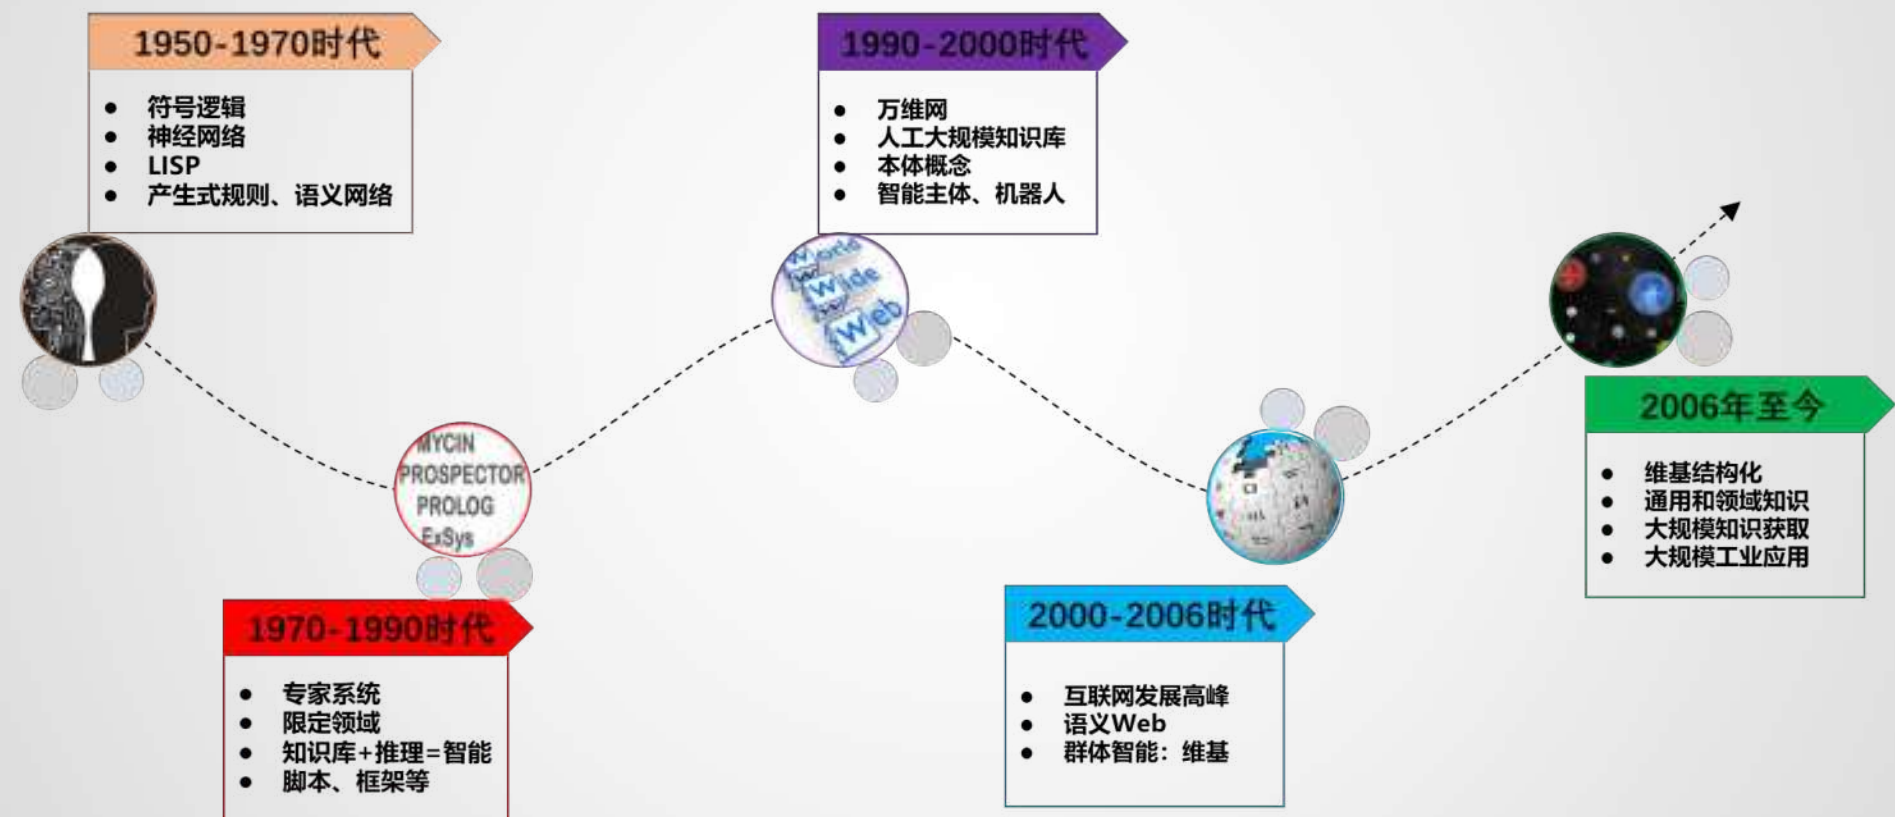 1950-1970时代
符号逻辑
神经网络
LISP
产生式规则、语义网络
MYCIN
PROSPECTOR
PROLOG
ExSys
1970-1990时代
专家系统
限定领域
知识库+推理=智能
脚本、框架等
1990-2000时代
万维网
人工大规模知识库
本体概念
智能主体、机器人
World
Wide
Web
2000-2006时代
互联网发展高峰
语义Web
群体智能：维基
2006年至今
维基结构化
通用和领域知识
大规模知识获取
大规模工业应用